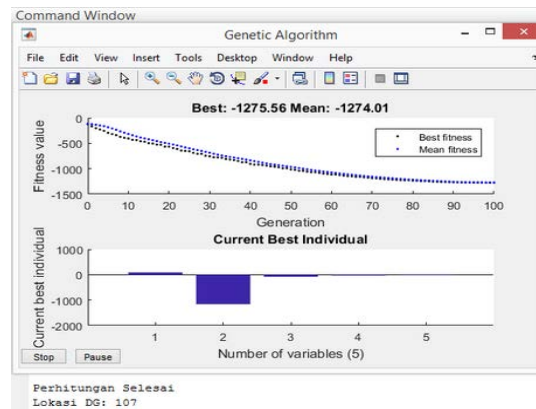 Command Window
Genetic Algorithm
File Edit View Insert Tools Desktop Window Help
Best: -1275.56 Mean: -1274.01
Fitness value
0
-500
-1000
-1500
Best fitness
Mean fitness
0 10 20 30 40 50 60 70 80 90 100
Generation
Current Best Individual
Current best individual
1000
0
-1000
-2000
1 2 3 4 5
Number of variables (5)
Stop Pause
Perhitungan Selesai
Lokasi DG: 107